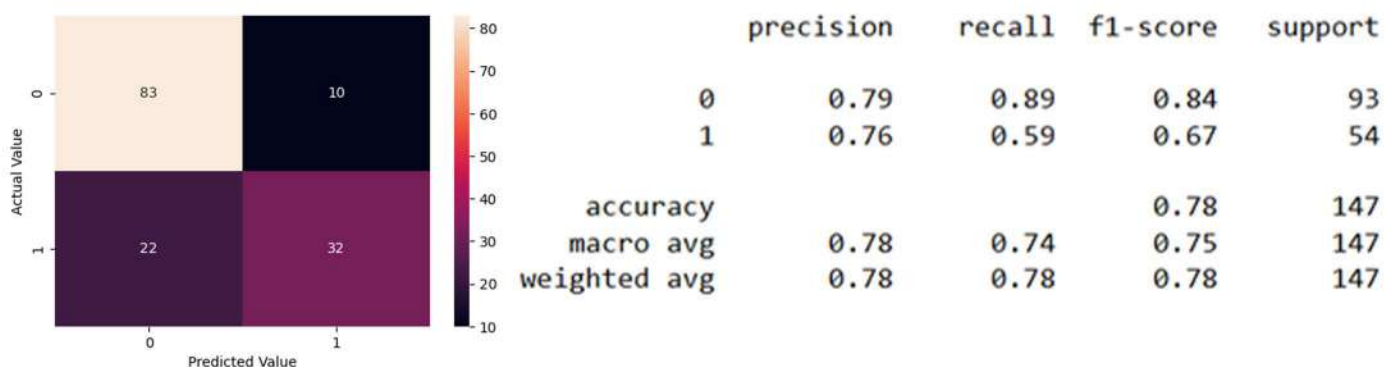 80
70
60
50
40
30
20
10
0
1
Actual Value
83 10
22 32
0 1
Predicted Value
precision recall f1-score support
0 0.79 0.89 0.84 93
1 0.76 0.59 0.67 54
accuracy 0.78 147
macro avg 0.78 0.74 0.75 147
weighted avg 0.78 0.78 0.78 147